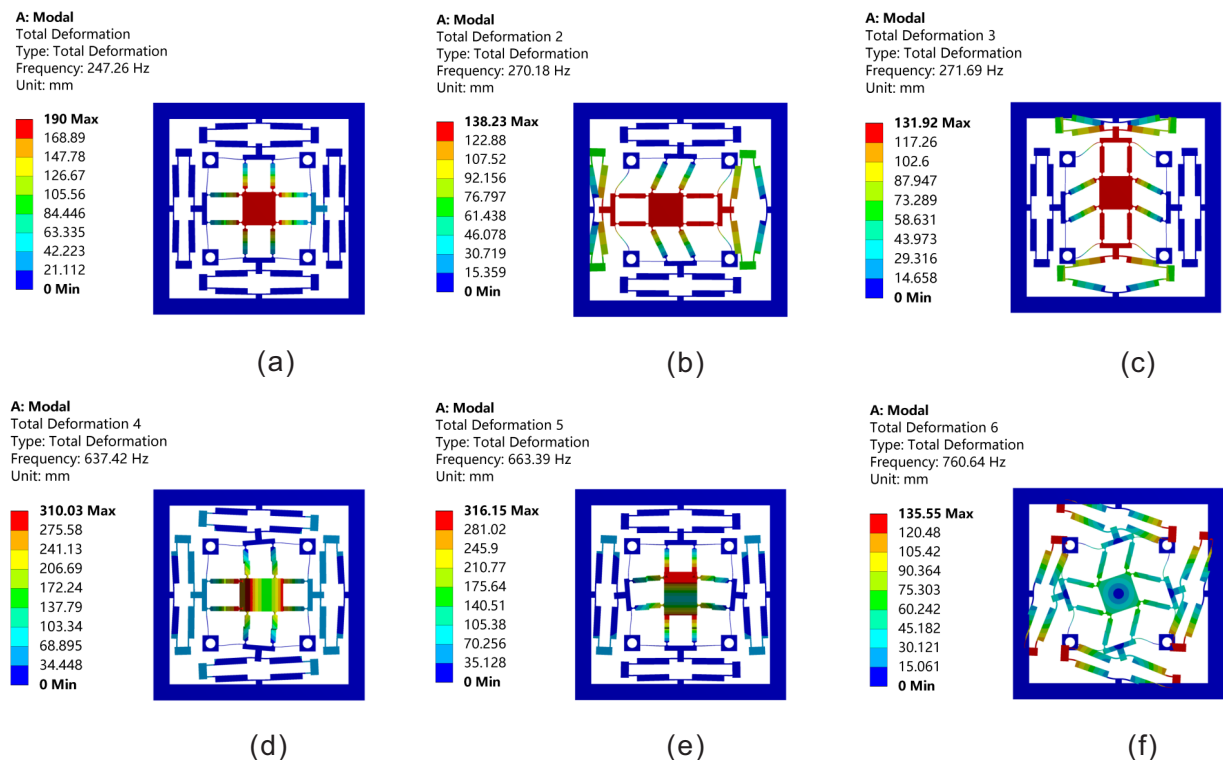 A: Modal
Total Deformation
Type: Total Deformation
Frequency: 247.26 Hz
Unit: mm
190 Max
168.89
147.78
126.67
105.56
84.446
63.335
42.223
21.112
0 Min
(a)
A: Modal
Total Deformation 2
Type: Total Deformation
Frequency: 270.18 Hz
Unit: mm
138.23 Max
122.88
107.52
92.156
76.797
61.438
46.078
30.719
15.359
0 Min
(b)
A: Modal
Total Deformation 3
Type: Total Deformation
Frequency: 271.69 Hz
Unit: mm
131.92 Max
117.26
102.6
87.947
73.289
58.631
43.973
29.316
14.658
0 Min
(c)
A: Modal
Total Deformation 4
Type: Total Deformation
Frequency: 637.42 Hz
Unit: mm
310.03 Max
275.58
241.13
206.69
172.24
137.79
103.34
68.895
34.448
0 Min
(d)
A: Modal
Total Deformation 5
Type: Total Deformation
Frequency: 663.39 Hz
Unit: mm
316.15 Max
281.02
245.9
210.77
175.64
140.51
105.38
70.256
35.128
0 Min
(e)
A: Modal
Total Deformation 6
Type: Total Deformation
Frequency: 760.64 Hz
Unit: mm
135.55 Max
120.48
105.42
90.364
75.303
60.242
45.182
30.121
15.061
0 Min
(f)